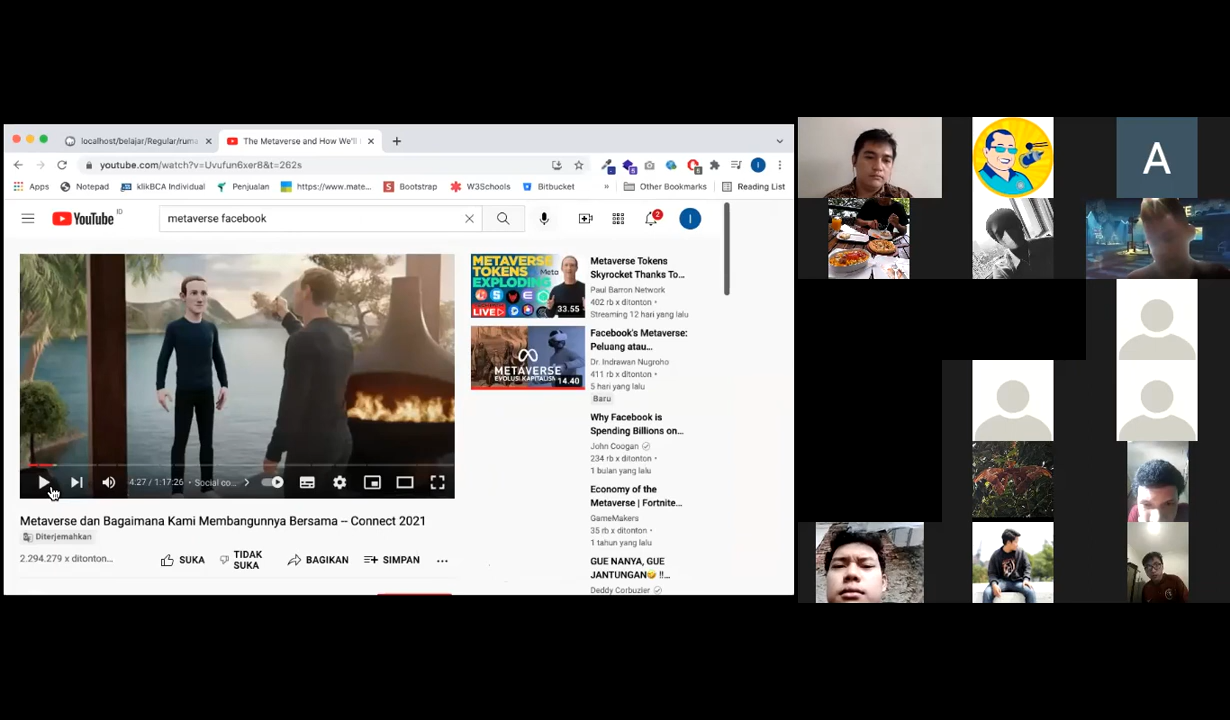 localhost/belajar/Regular/ruma
The Metaverse and How We'll
youtube.com/watch?v=Uvufun6xer8&t=262s
Apps
Notepad
klikBCA Individual
Penjualan
https://www.mate...
Bootstrap
W3Schools
Bitbucket
»
Other Bookmarks
Reading List
YouTube ID
metaverse facebook
2
I
A
METAVERSE
TOKENS
EXPLODING
LIVE
33.55
Metaverse Tokens
Skyrocket Thanks To...
Paul Barron Network
402 rb x ditonton •
Streaming 12 hari yang lalu
METAVERSE
EVOLUSI KAPITALISM
14.40
Facebook's Metaverse:
Peluang atau...
Dr. Indrawan Nugroho
411 rb x ditonton •
5 hari yang lalu
Baru
Why Facebook is
Spending Billions on...
John Coogan
234 rb x ditonton •
1 bulan yang lalu
Economy of the
Metaverse | Fortnite...
GameMakers
35 rb x ditonton •
1 tahun yang lalu
GUE NANYA, GUE
JANTUNGAN🤣 !!...
Deddy Corbuzier
4:27 / 1:17:26 • Social co...
Metaverse dan Bagaimana Kami Membangunnya Bersama -- Connect 2021
Diterjemahkan
2.294.279 x ditonton...
SUKA
TIDAK
SUKA
BAGIKAN
SIMPAN
...